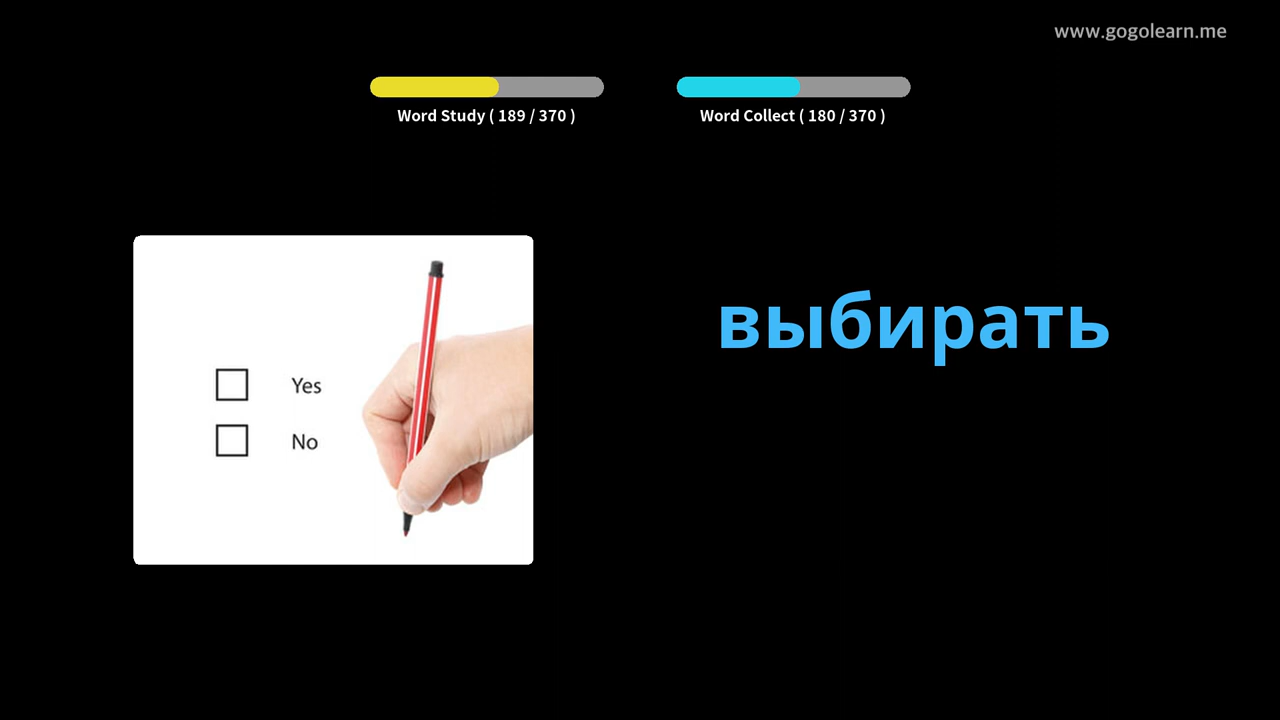 www.gogolearn.me
Word Study ( 189 / 370 )
Word Collect ( 180 / 370 )
выбирать
Yes
No